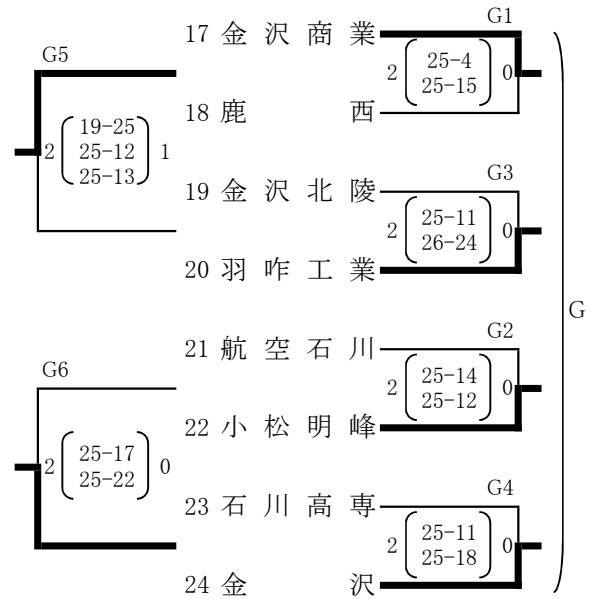 G1
17 金沢商業
2 25-4 0
25-15
18 鹿西
G3
19 金沢北陵
2 25-11 0
26-24
20 羽咋工業
G5
2 19-25 1
25-12
25-13
G2
21 航空石川
2 25-14 0
25-12
22 小松明峰
G4
23 石川高専
2 25-11 0
25-18
24 金沢
G6
2 25-17 0
25-22
G